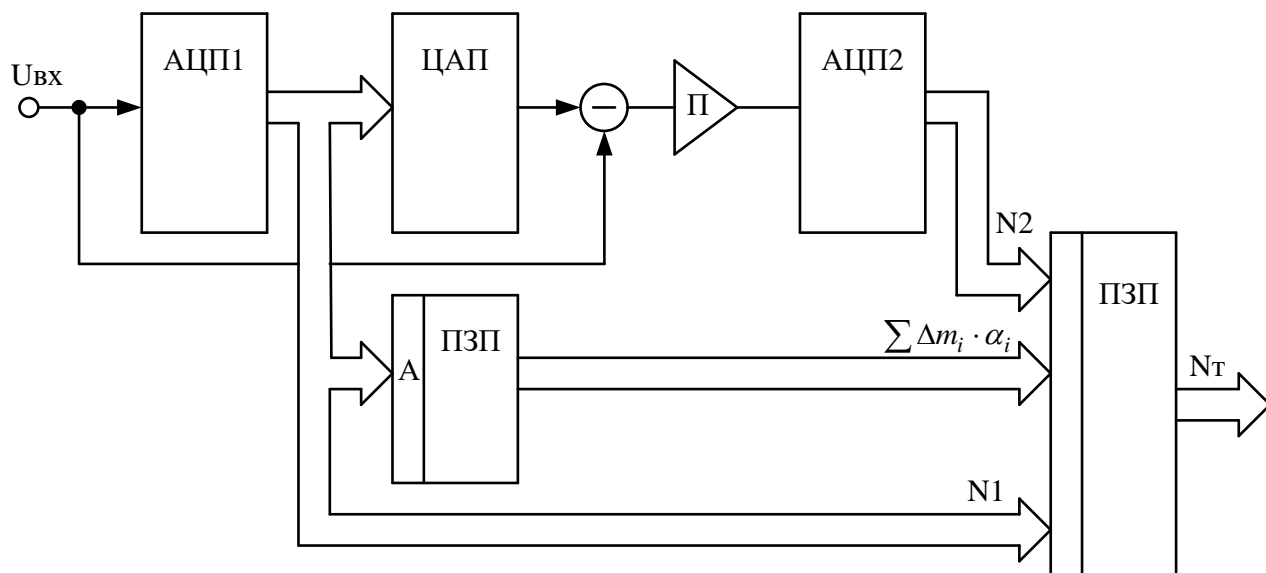 АЦП1
ЦАП
АЦП2
Uвх
−
П
N2
ПЗП
ПЗП
∑ Δmᵢ · αᵢ
А
Nт
N1